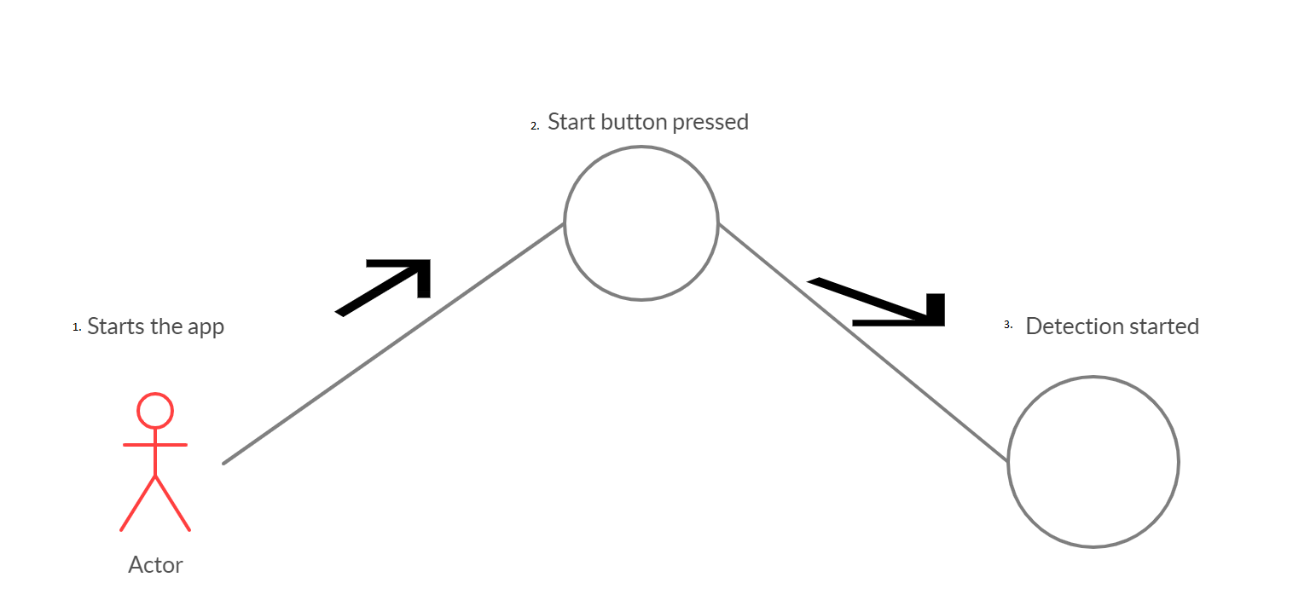 2. Start button pressed
1. Starts the app
3. Detection started
Actor